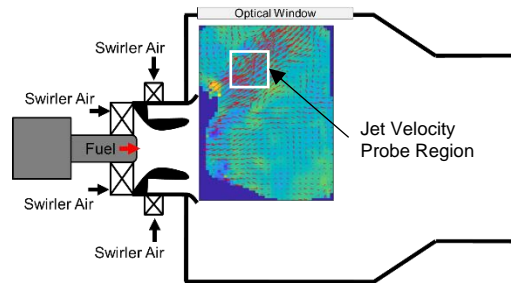 Optical Window
Swirler Air
Swirler Air
Fuel
Jet Velocity
Probe Region
Swirler Air
Swirler Air